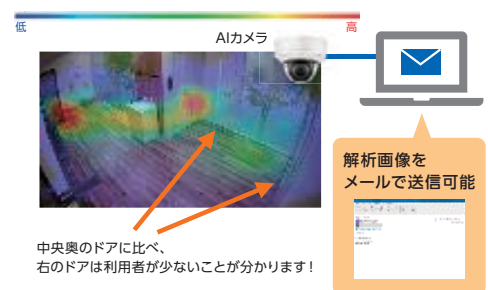 低
高
AIカメラ
解析画像を
メールで送信可能
中央奥のドアに比べ、
右のドアは利用者が少ないことが分かります！